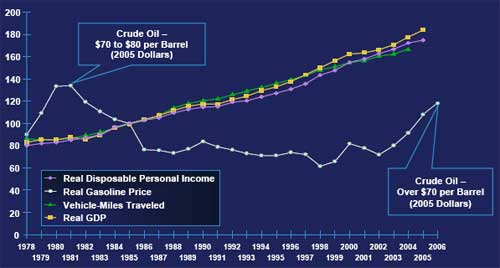 200
180
160
140
120
100
80
60
40
20
0
Crude Oil –
$70 to $80 per Barrel
(2005 Dollars)
Real Disposable Personal Income
Real Gasoline Price
Vehicle-Miles Traveled
Real GDP
Crude Oil –
Over $70 per Barrel
(2005 Dollars)
1978 1980 1982 1984 1986 1988 1990 1992 1994 1996 1998 2000 2002 2004 2006
1979 1981 1983 1985 1987 1989 1991 1993 1995 1997 1999 2001 2003 2005